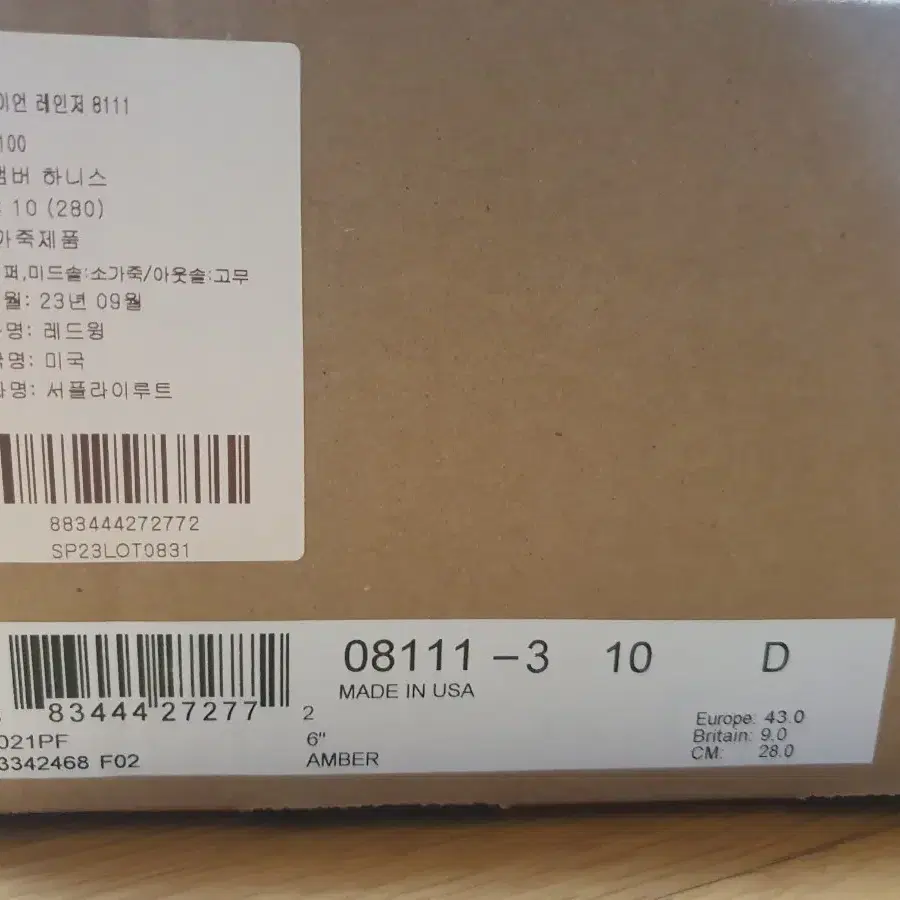 이언 레인저 8111
100
앰버 하니스
10 (280)
가죽제품
퍼,미드솔:소가죽/아웃솔:고무
월: 23년 09월
명: 레드윙
국명: 미국
명: 서플라이루트
883444272772
SP23LOT0831
08111 -3 10 D
MADE IN USA
83444 27277 2
021PF
3342468 F02
6"
AMBER
Europe: 43.0
Britain: 9.0
CM: 28.0